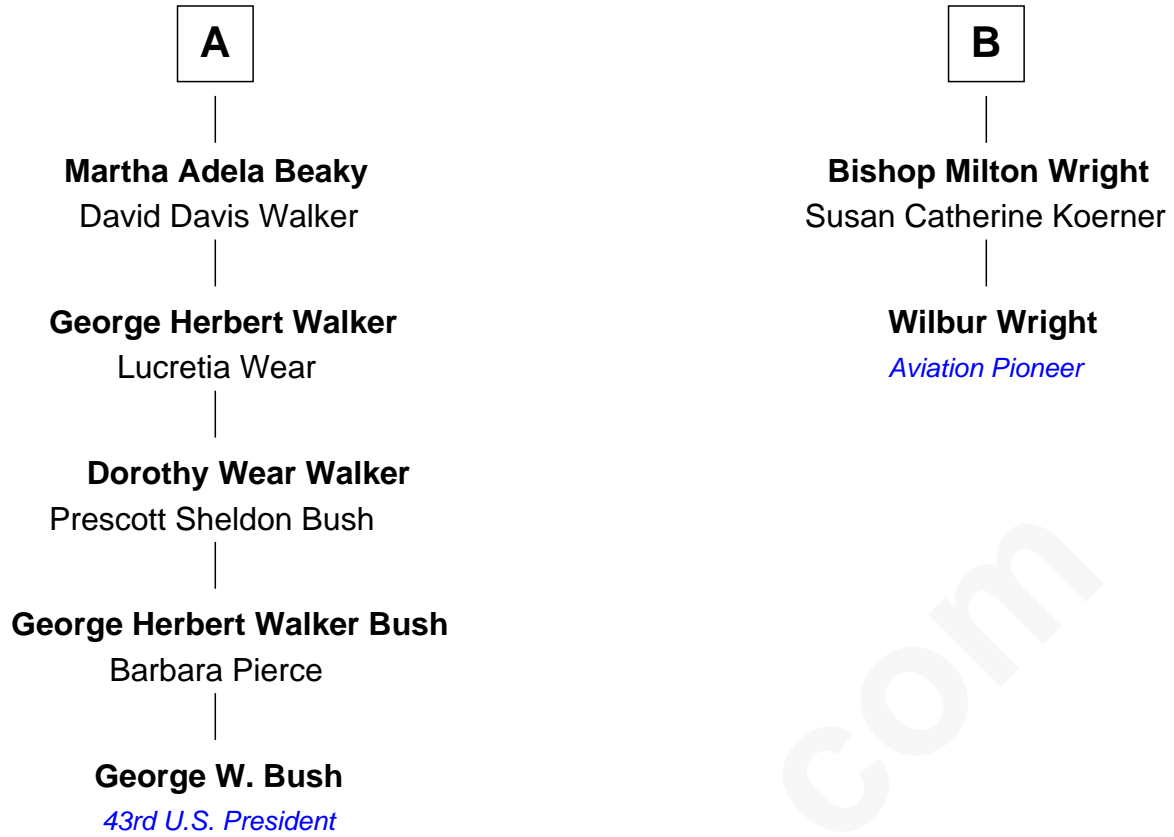 A
Martha Adela Beaky
David Davis Walker
George Herbert Walker
Lucretia Wear
Dorothy Wear Walker
Prescott Sheldon Bush
George Herbert Walker Bush
Barbara Pierce
George W. Bush
43rd U.S. President
B
Bishop Milton Wright
Susan Catherine Koerner
Wilbur Wright
Aviation Pioneer
com